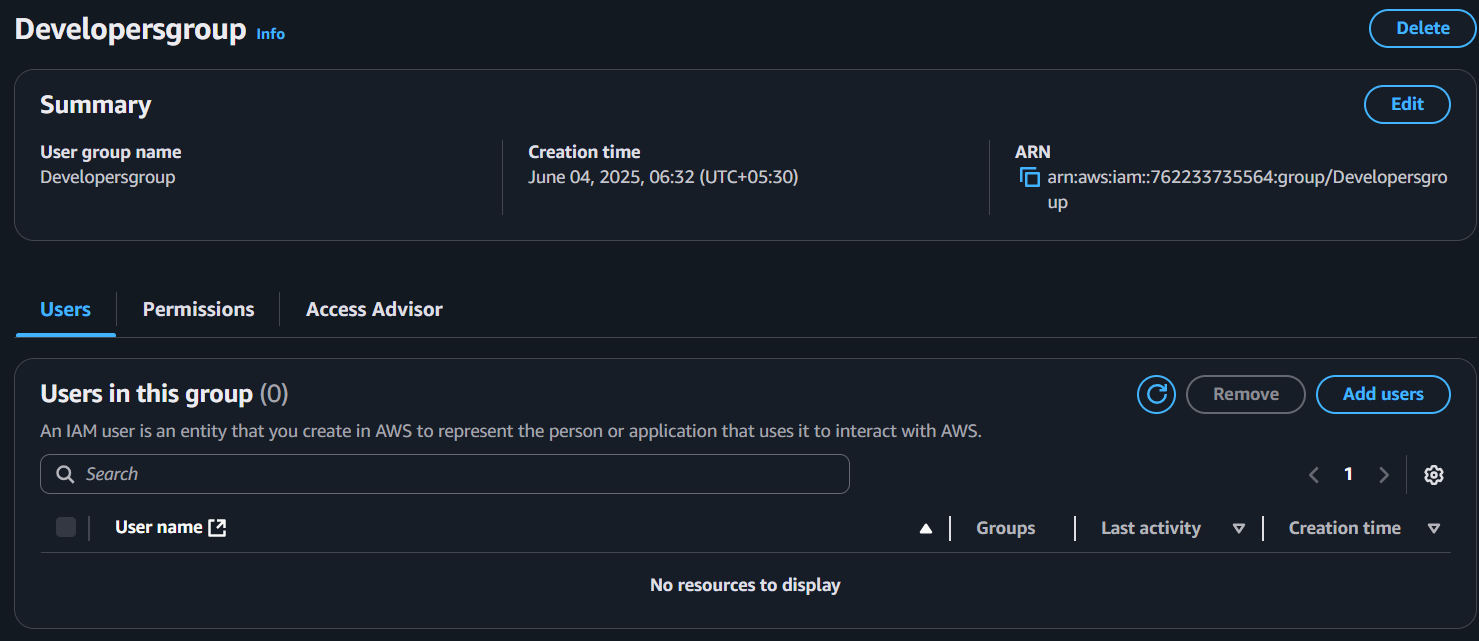 Developersgroup Info
Delete
Summary
Edit
User group name
Developersgroup
Creation time
June 04, 2025, 06:32 (UTC+05:30)
ARN
arn:aws:iam::762233735564:group/Developersgro
up
Users
Permissions
Access Advisor
Users in this group (0)
Remove
Add users
An IAM user is an entity that you create in AWS to represent the person or application that uses it to interact with AWS.
Search
1
User name
Groups
Last activity
Creation time
No resources to display